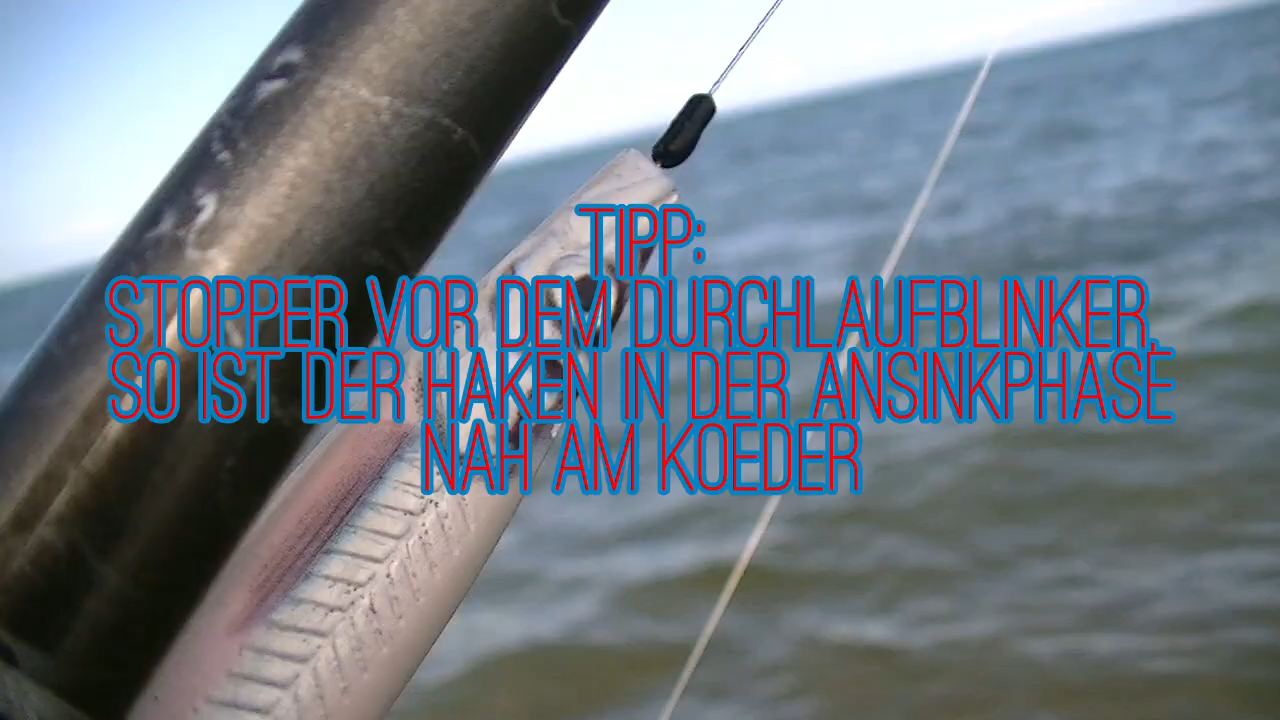 TIPP:
STOPPER VOR DEM DURCHLAUFBLINKER,
SO IST DER HAKEN IN DER ANSINKPHASE
NAH AM KOEDER